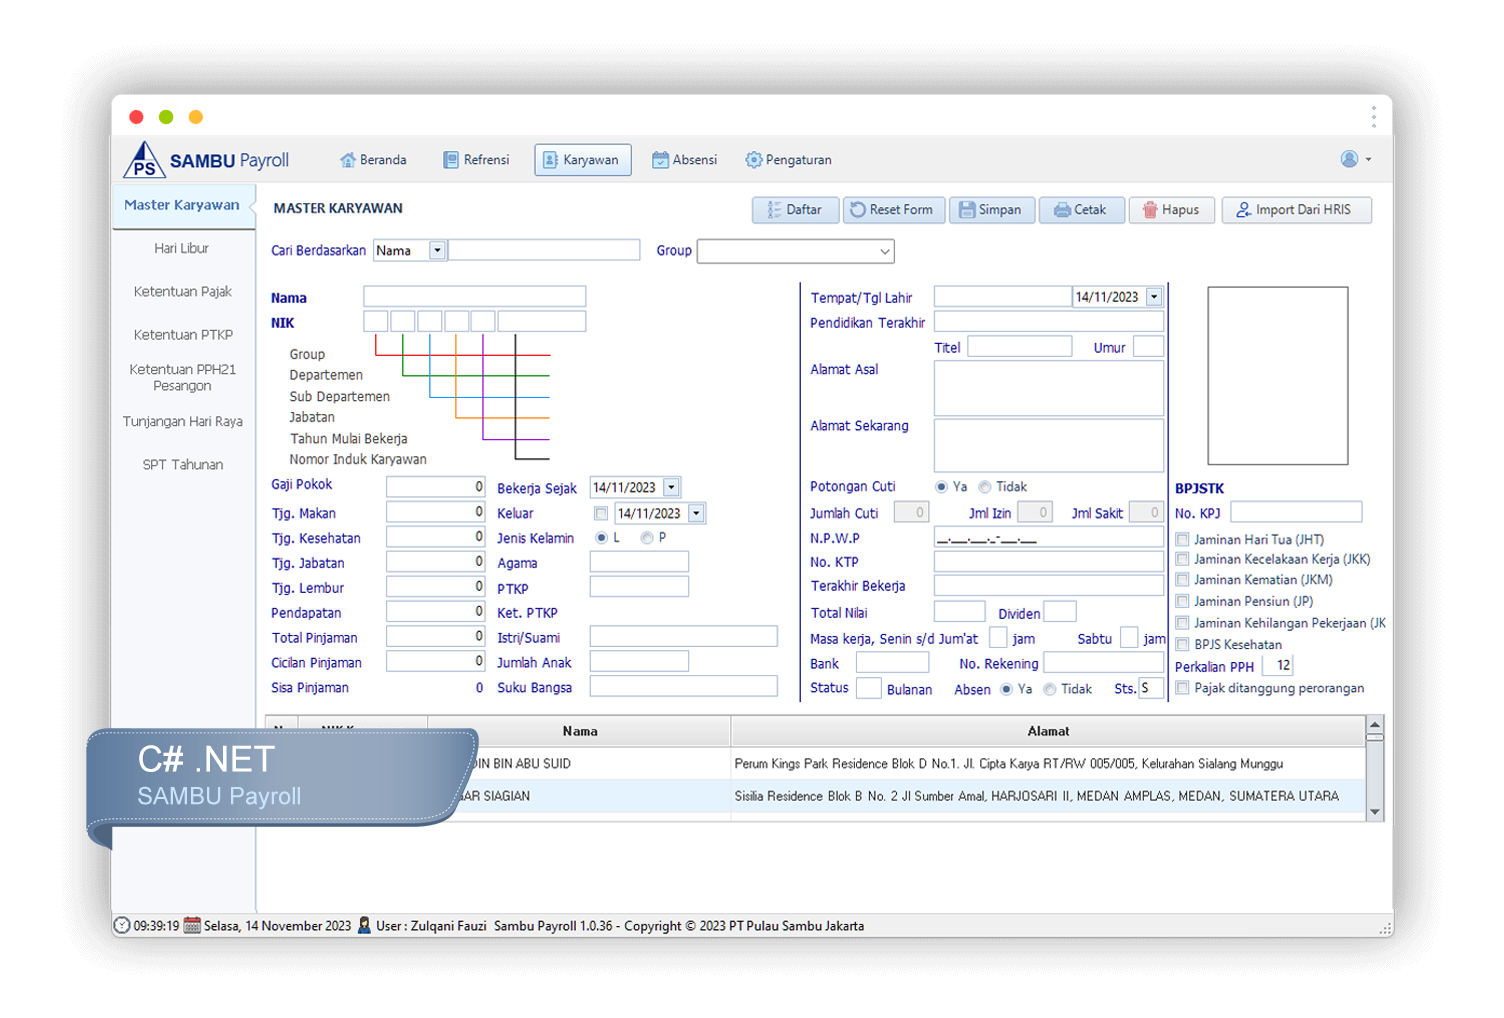 SAMBU Payroll
Beranda
Refrensi
Karyawan
Absensi
Pengaturan
Master Karyawan
Hari Libur
Ketentuan Pajak
Ketentuan PTKP
Ketentuan PPH21
Pesangon
Tunjangan Hari Raya
SPT Tahunan
MASTER KARYAWAN
Daftar
Reset Form
Simpan
Cetak
Hapus
Import Dari HRIS
Cari Berdasarkan Nama
Group
Nama
NIK
Group
Departemen
Sub Departemen
Jabatan
Tahun Mulai Bekerja
Nomor Induk Karyawan
Gaji Pokok 0
Tjg. Makan 0
Tjg. Kesehatan 0
Tjg. Jabatan 0
Tjg. Lembur 0
Pendapatan 0
Total Pinjaman 0
Cicilan Pinjaman 0
Sisa Pinjaman 0
Bekerja Sejak 14/11/2023
Keluar 14/11/2023
Jenis Kelamin L P
Agama
PTKP
Ket. PTKP
Istri/Suami
Jumlah Anak
Suku Bangsa
Tempat/Tgl Lahir 14/11/2023
Pendidikan Terakhir
Titel Umur
Alamat Asal
Alamat Sekarang
Potongan Cuti Ya Tidak
Jumlah Cuti 0 Jml Izin 0 Jml Sakit 0
N.P.W.P __.___.___._-___.___
No. KTP
Terakhir Bekerja
Total Nilai Dividen
Masa kerja, Senin s/d Jum'at jam Sabtu jam
Bank No. Rekening
Status Bulanan Absen Ya Tidak Sts. S
BPJSTK
No. KPJ
Jaminan Hari Tua (JHT)
Jaminan Kecelakaan Kerja (JKK)
Jaminan Kematian (JKM)
Jaminan Pensiun (JP)
Jaminan Kehilangan Pekerjaan (JK
BPJS Kesehatan
Perkalian PPH 12
Pajak ditanggung perorangan
Nama Alamat
DIN BIN ABU SUID Perum Kings Park Residence Blok D No.1. Jl. Cipta Karya RT/RW 005/005, Kelurahan Sialang Munggu
GAR SIAGIAN Sisilia Residence Blok B No. 2 Jl Sumber Amal, HARJOSARI II, MEDAN AMPLAS, MEDAN, SUMATERA UTARA
C# .NET
SAMBU Payroll
09:39:19 Selasa, 14 November 2023 User : Zulqani Fauzi Sambu Payroll 1.0.36 - Copyright © 2023 PT Pulau Sambu Jakarta